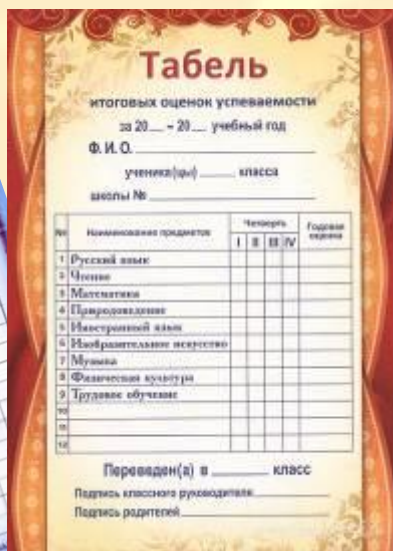 Табель
итоговых оценок успеваемости
за 20__ – 20__ учебный год
Ф. И. О.
ученика(цы) ______ класса
школы №
№ Наименование предметов Четверть Годовая оценка
I II III IV
1 Русский язык
2 Чтение
3 Математика
4 Природоведение
5 Иностранный язык
6 Изобразительное искусство
7 Музыка
8 Физическая культура
9 Трудовое обучение
10
11
12
Переведен(а) в ______ класс
Подпись классного руководителя
Подпись родителей